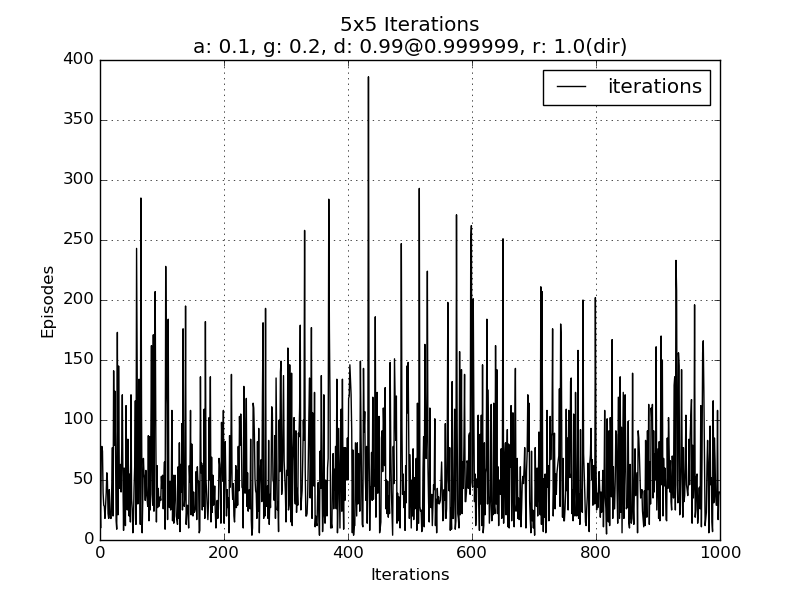 5x5 Iterations
a: 0.1, g: 0.2, d: 0.99@0.999999, r: 1.0(dir)
400
iterations
350
300
250
200
150
100
50
0
Episodes
0 200 400 600 800 1000
Iterations